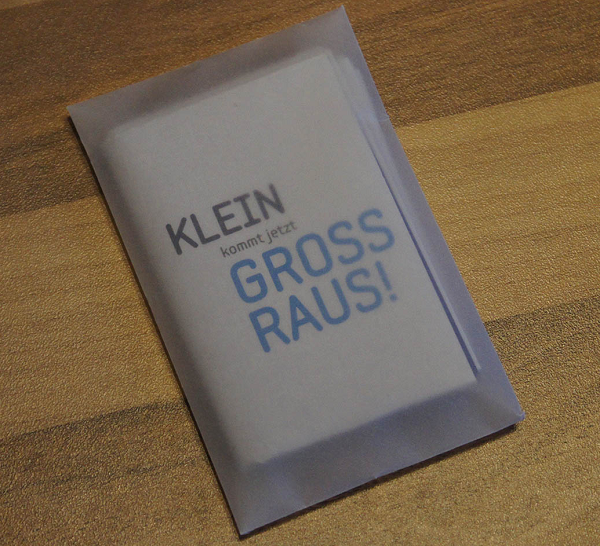 KLEIN
kommt jetzt
GROSS
RAUS!